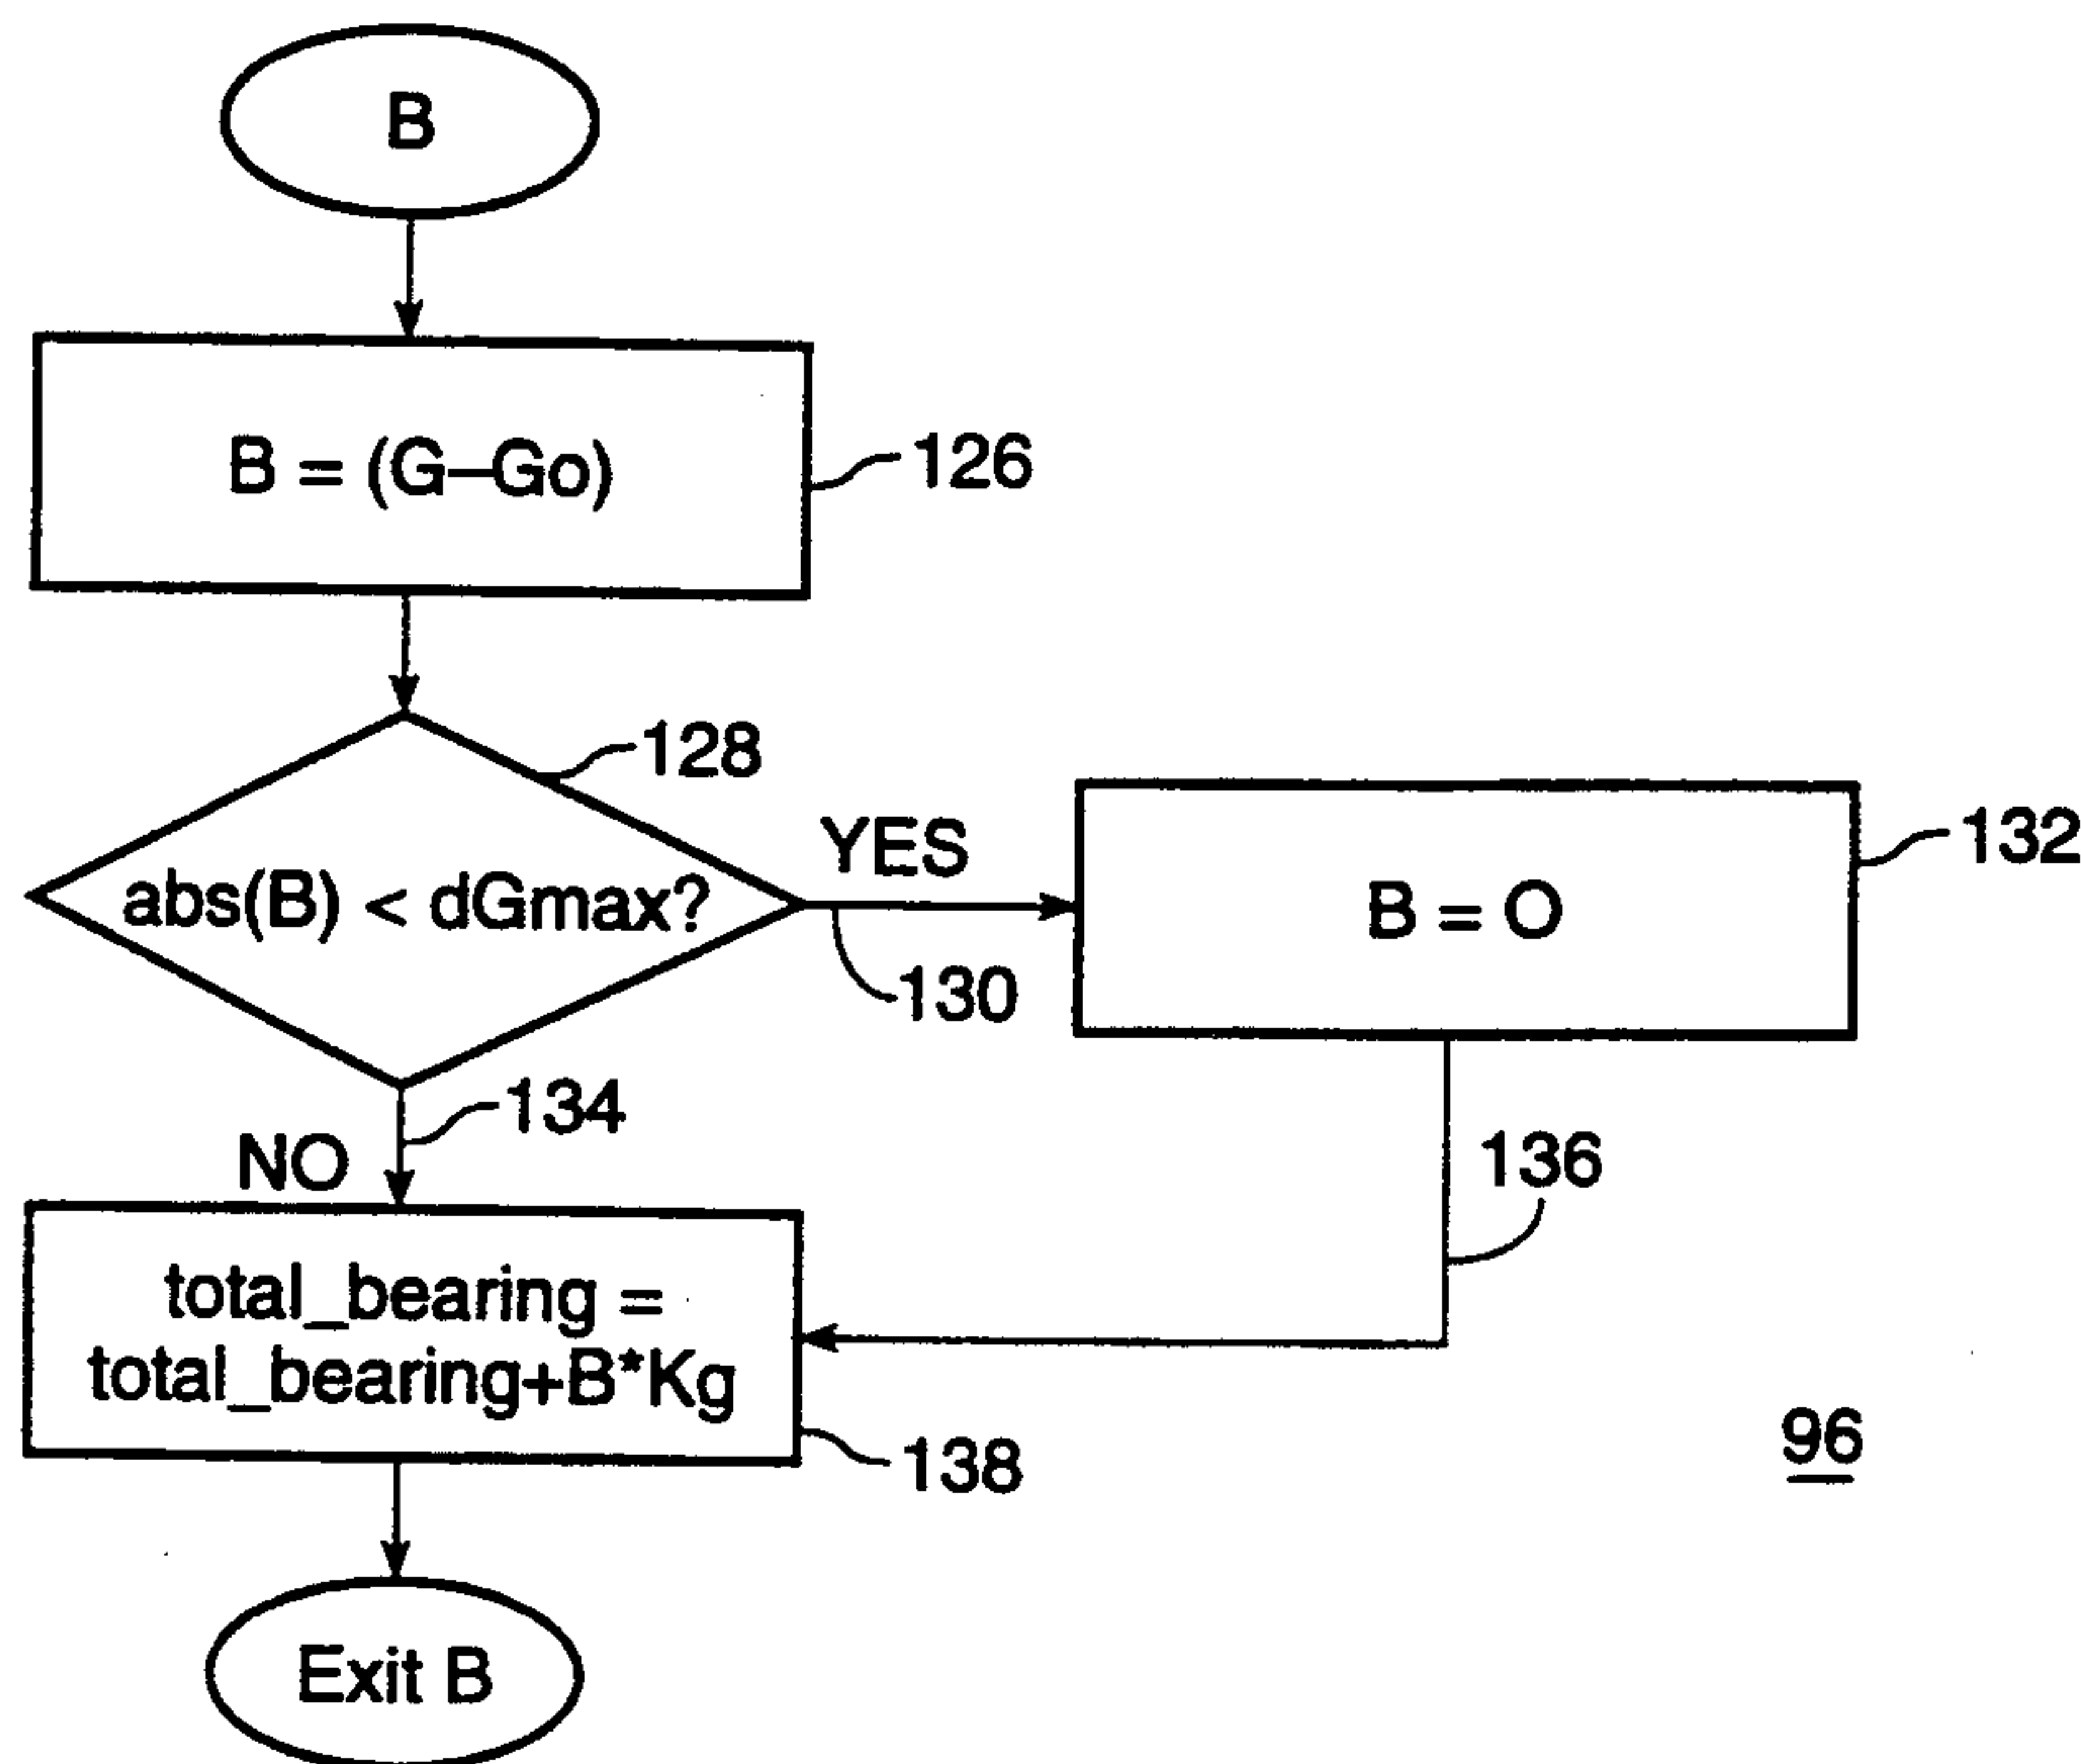 B
B = (G–Go)
126
128
abs(B) < dGmax?
YES
130
B = O
132
134
NO
136
total_bearing =
total_bearing+B*Kg
138
96
Exit B